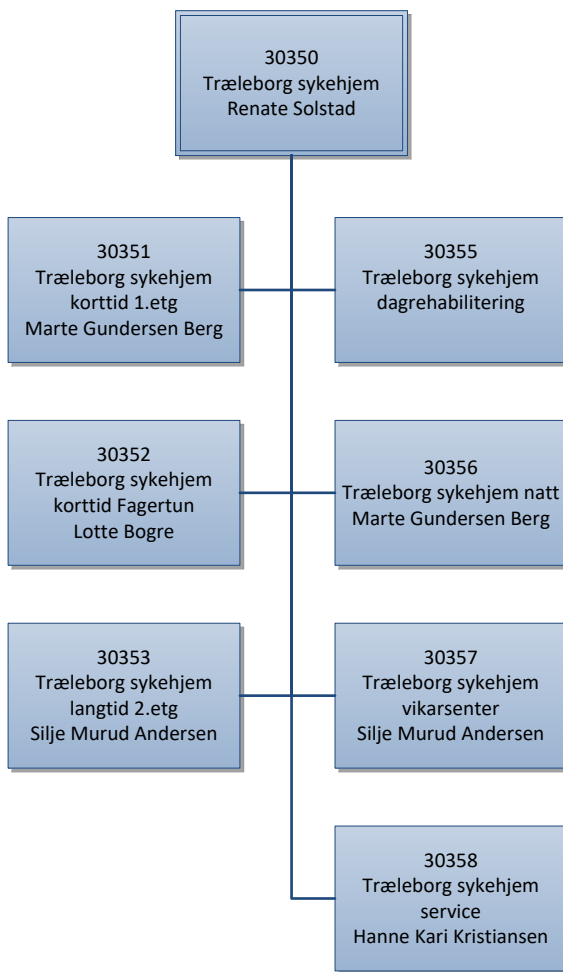 30350
Træleborg sykehjem
Renate Solstad
30351
Træleborg sykehjem
korttid 1.etg
Marte Gundersen Berg
30355
Træleborg sykehjem
dagrehabilitering
30352
Træleborg sykehjem
korttid Fagertun
Lotte Bogre
30356
Træleborg sykehjem natt
Marte Gundersen Berg
30353
Træleborg sykehjem
langtid 2.etg
Silje Murud Andersen
30357
Træleborg sykehjem
vikarsenter
Silje Murud Andersen
30358
Træleborg sykehjem
service
Hanne Kari Kristiansen